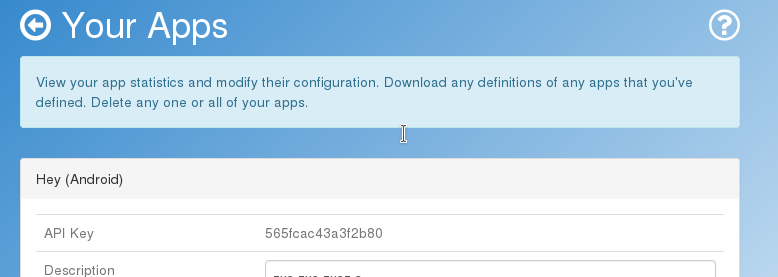 Your Apps
View your app statistics and modify their configuration. Download any definitions of any apps that you've
defined. Delete any one or all of your apps.
Hey (Android)
API Key 565fcac43a3f2b80
Description